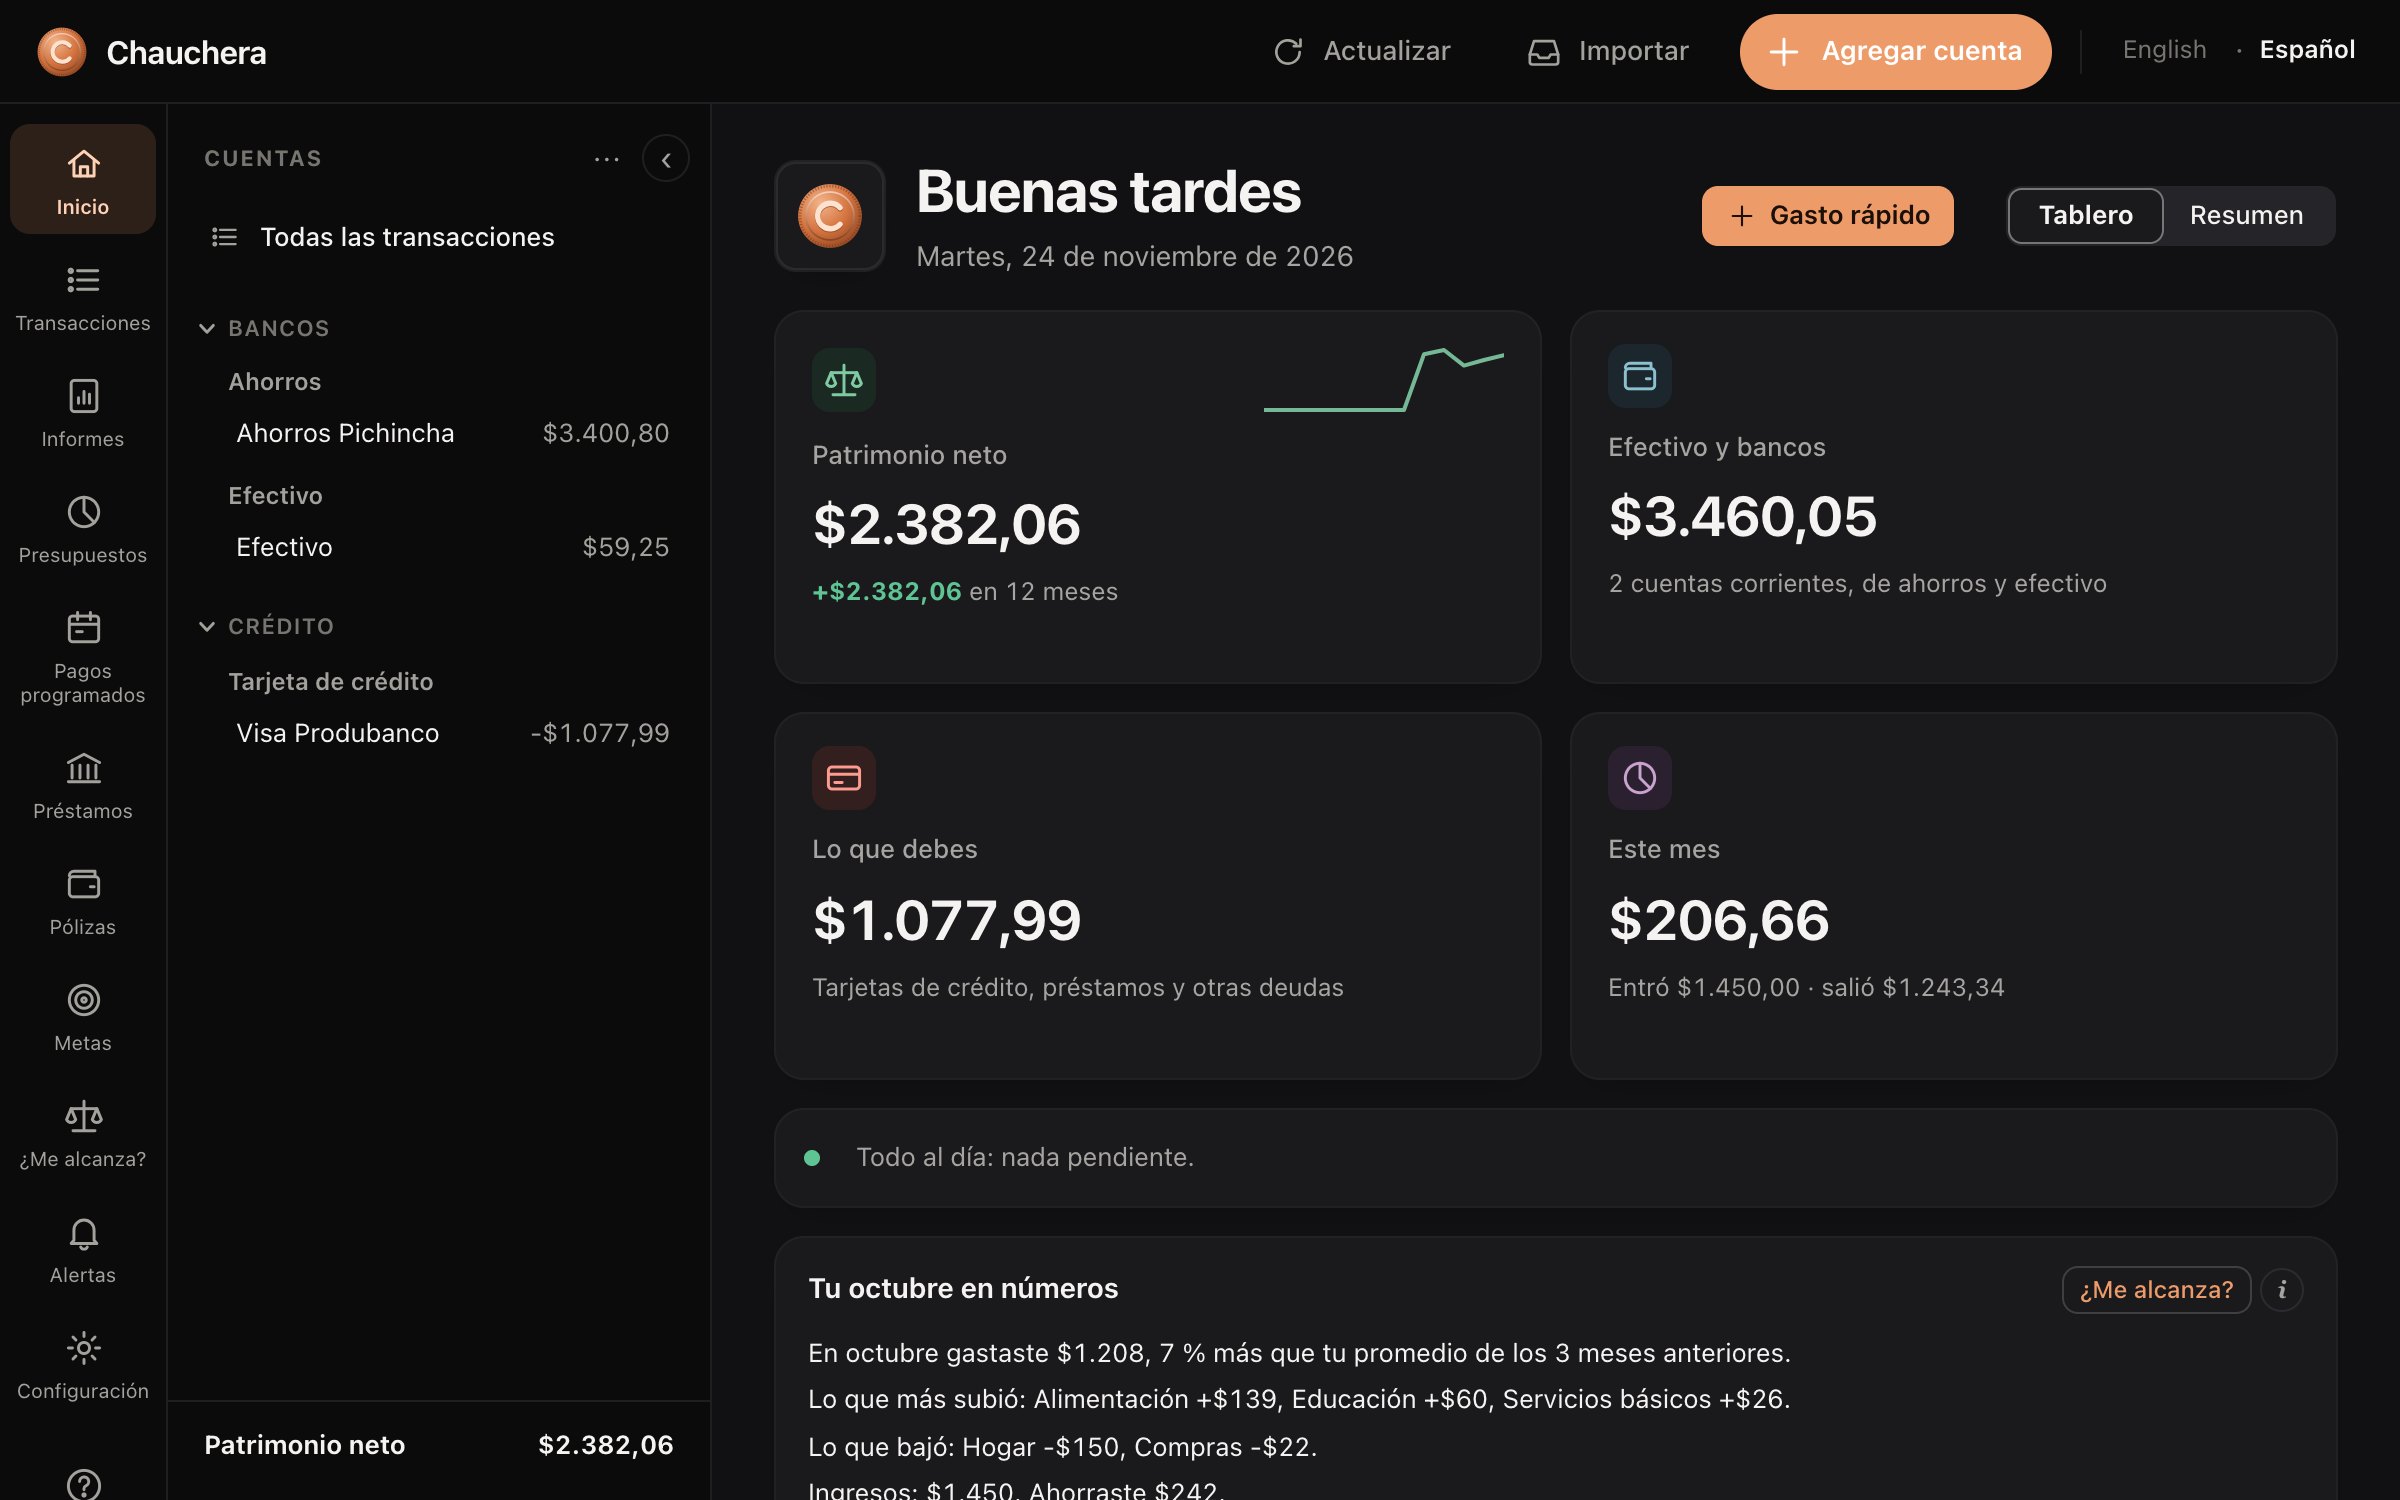 Chauchera
Actualizar
Importar
+ Agregar cuenta
English · Español
Inicio
Transacciones
Informes
Presupuestos
Pagos
programados
Préstamos
Pólizas
Metas
¿Me alcanza?
Alertas
Configuración
CUENTAS
Todas las transacciones
BANCOS
Ahorros
Ahorros Pichincha $3.400,80
Efectivo
Efectivo $59,25
CRÉDITO
Tarjeta de crédito
Visa Produbanco -$1.077,99
Patrimonio neto $2.382,06
Buenas tardes
Martes, 24 de noviembre de 2026
+ Gasto rápido
Tablero
Resumen
Patrimonio neto
$2.382,06
+$2.382,06 en 12 meses
Efectivo y bancos
$3.460,05
2 cuentas corrientes, de ahorros y efectivo
Lo que debes
$1.077,99
Tarjetas de crédito, préstamos y otras deudas
Este mes
$206,66
Entró $1.450,00 · salió $1.243,34
Todo al día: nada pendiente.
Tu octubre en números
¿Me alcanza?
i
En octubre gastaste $1.208, 7 % más que tu promedio de los 3 meses anteriores.
Lo que más subió: Alimentación +$139, Educación +$60, Servicios básicos +$26.
Lo que bajó: Hogar -$150, Compras -$22.
Ingresos: $1.450. Ahorraste $242.